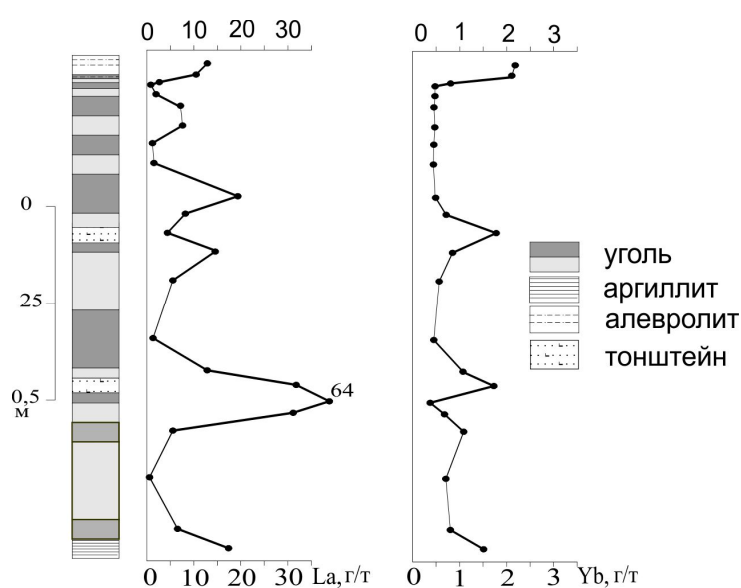 0 10 20 30
0 1 2 3
0
25
0,5
м
64
уголь
аргиллит
алевролит
тонштейн
0 10 20 30 La, г/т
0 1 2 3 Yb, г/т